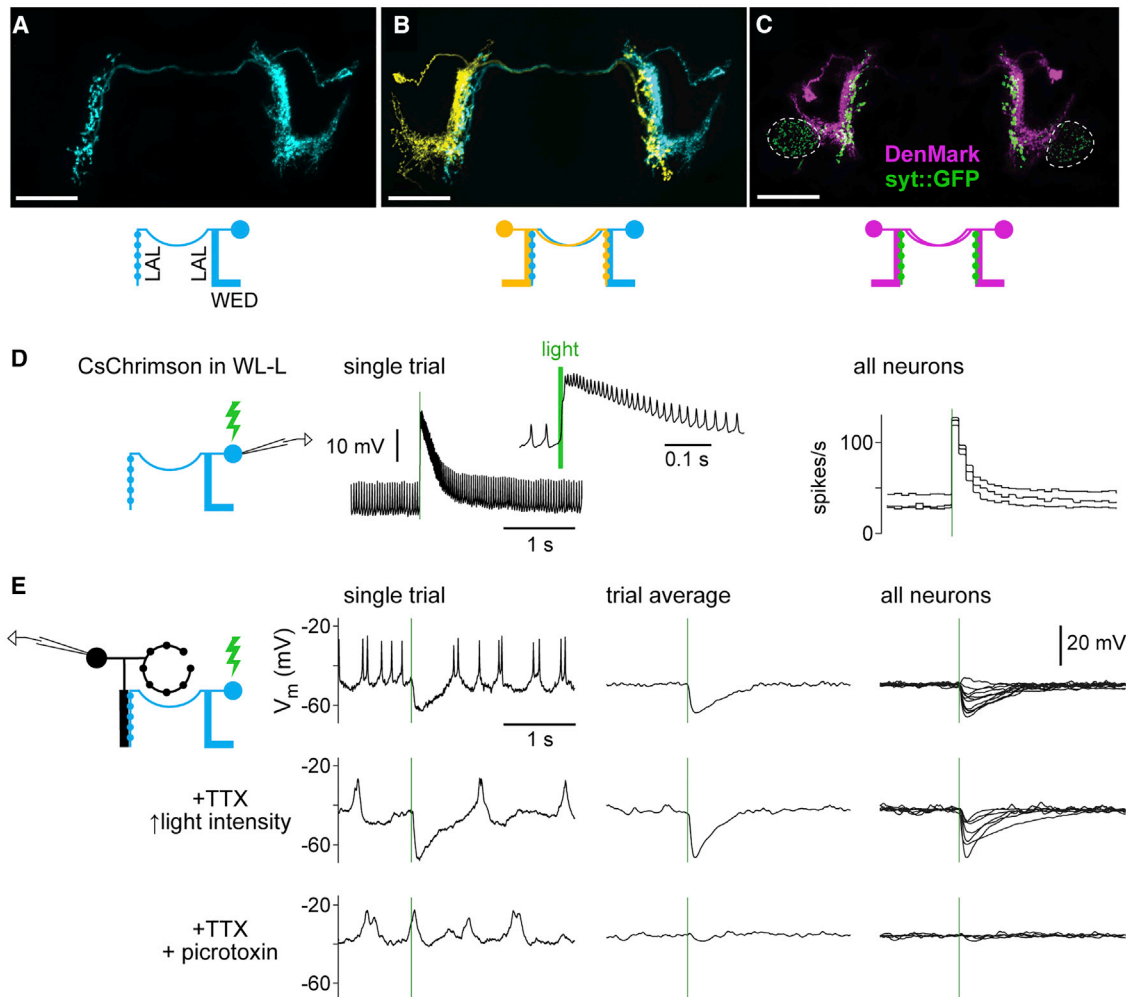 A
B
C
DenMark
syt::GFP
LAL
LAL
WED
D
CsChrimson in WL-L
single trial
light
all neurons
10 mV
0.1 s
1 s
spikes/s
100
0
E
single trial
trial average
all neurons
Vm (mV)
-20
-60
1 s
20 mV
+TTX
↑light intensity
-20
-60
+TTX
+ picrotoxin
-20
-60